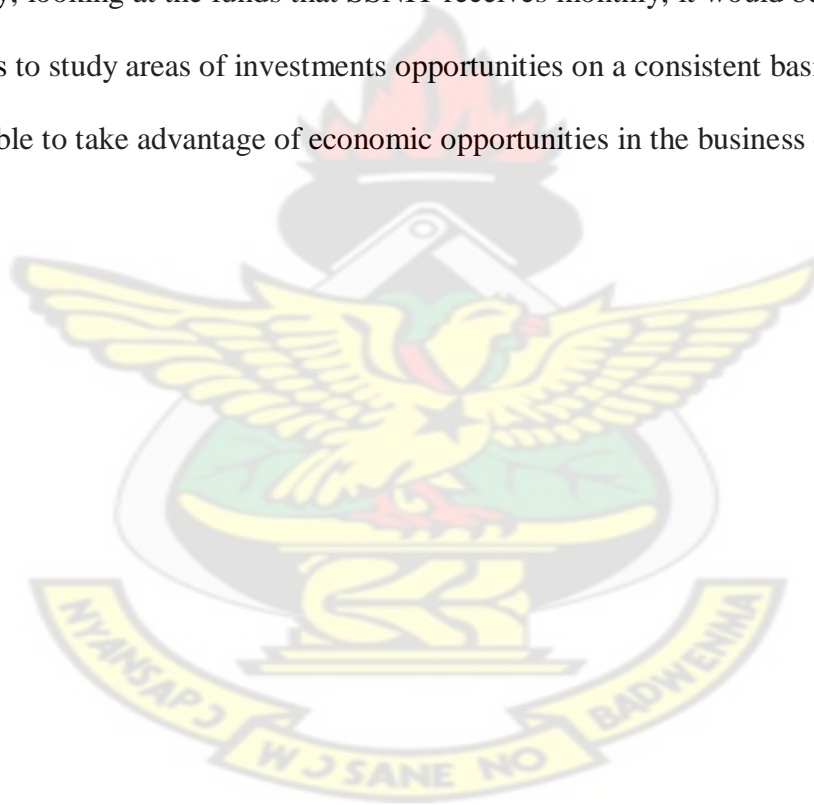 y, looking at the funds that SSNIT receives monthly, it would be
s to study areas of investments opportunities on a consistent basi
ble to take advantage of economic opportunities in the business
NYANSAPƆ
WƆSANE NO
BADWENMA